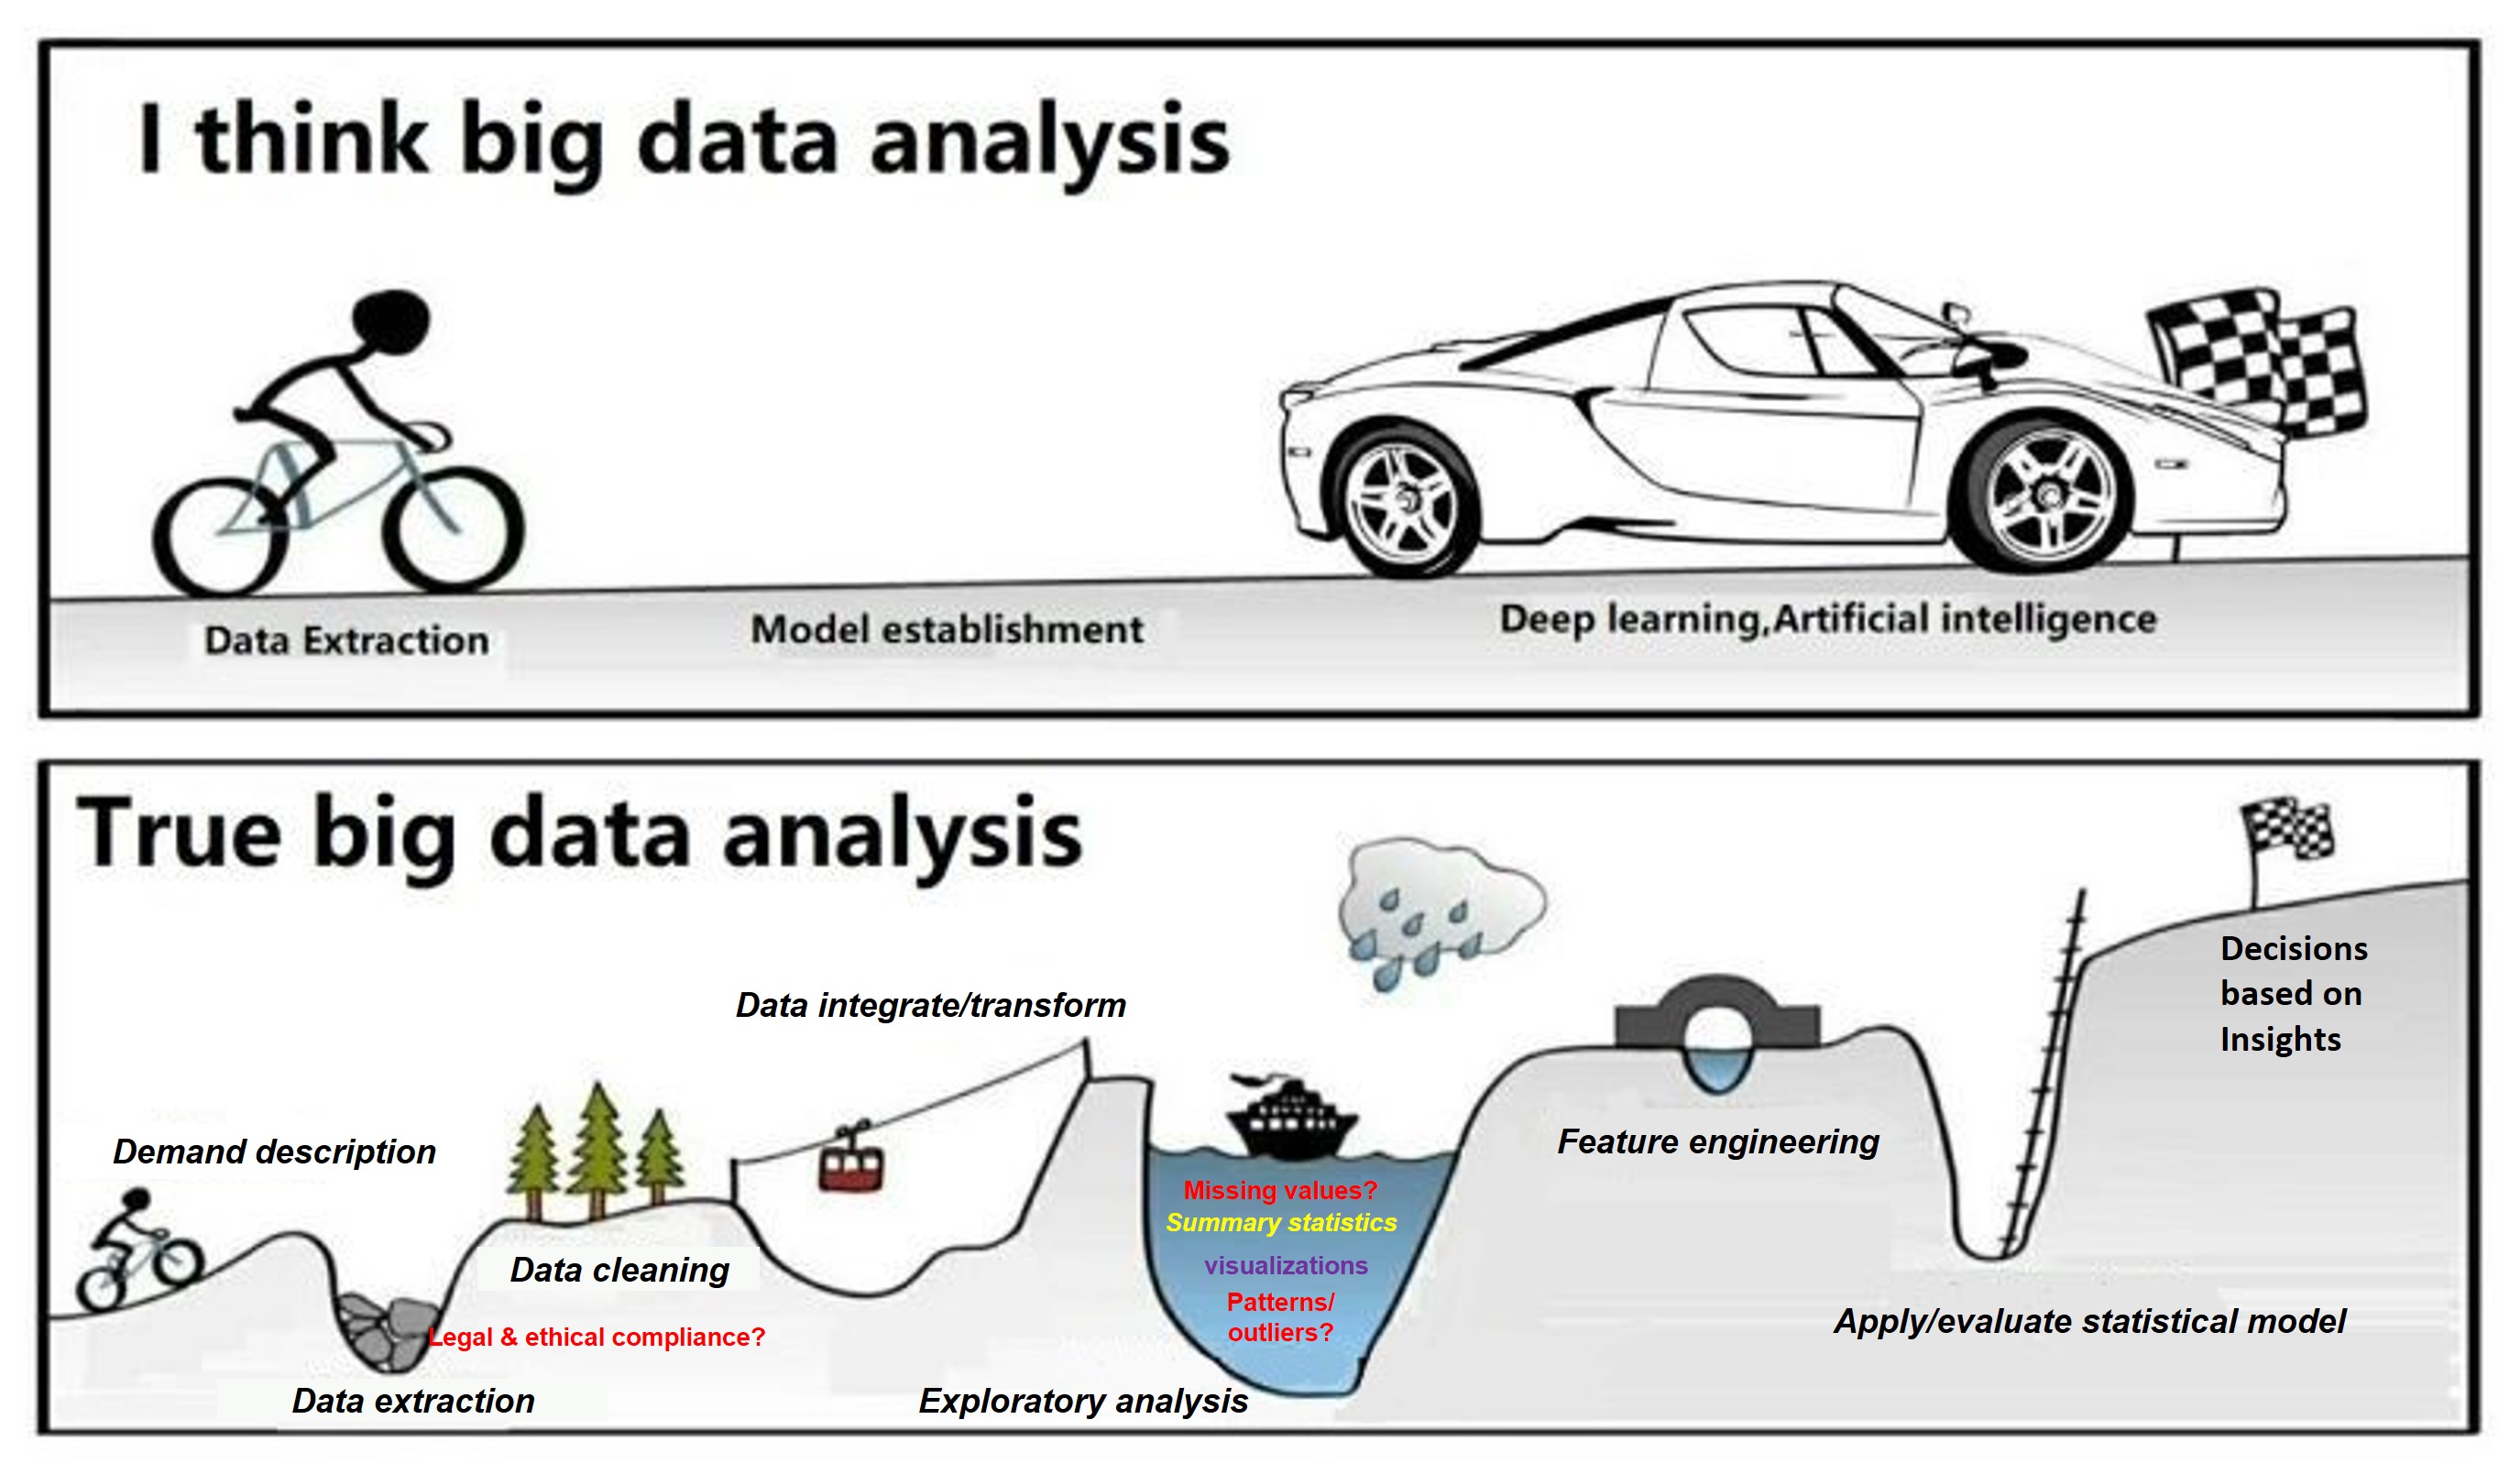 I think big data analysis
Data Extraction
Model establishment
Deep learning,Artificial intelligence
True big data analysis
Decisions
based on
Insights
Data integrate/transform
Demand description
Feature engineering
Missing values?
Summary statistics
visualizations
Patterns/
outliers?
Data cleaning
Legal & ethical compliance?
Apply/evaluate statistical model
Data extraction
Exploratory analysis